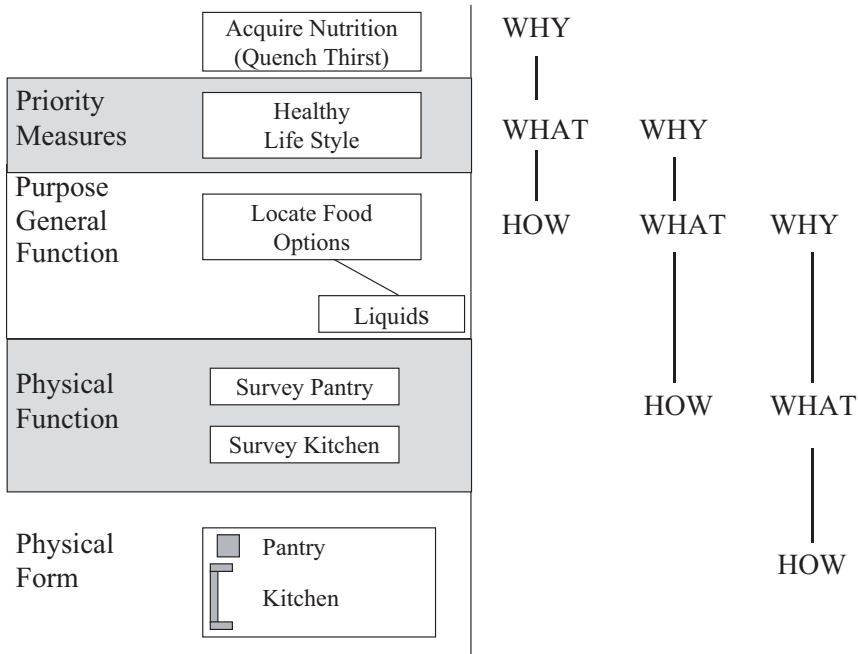 Acquire Nutrition
(Quench Thirst)
WHY
Priority
Measures
Healthy
Life Style
WHAT
WHY
Purpose
General
Function
Locate Food
Options
HOW
WHAT
WHY
Liquids
Physical
Function
Survey Pantry
Survey Kitchen
HOW
WHAT
Physical
Form
Pantry
Kitchen
HOW